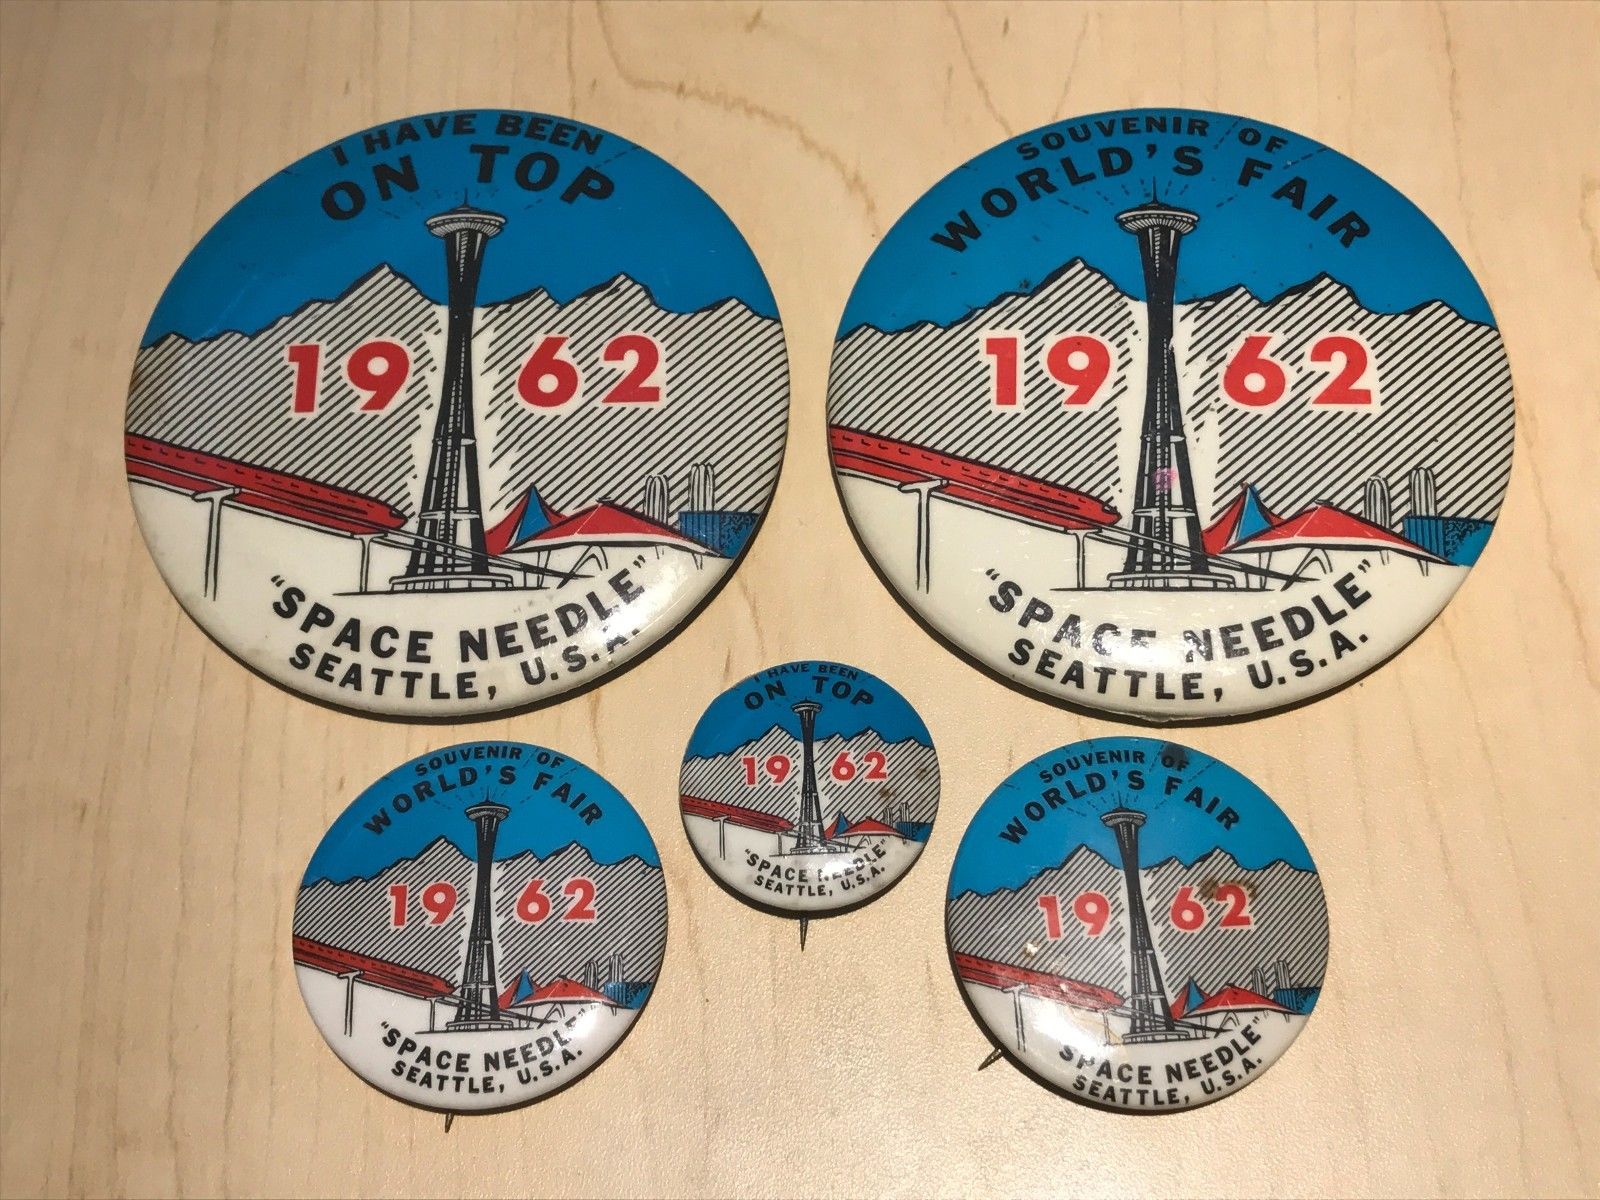 I HAVE BEEN
ON TOP
1962
"SPACE NEEDLE"
SEATTLE, U.S.A.
SOUVENIR OF
WORLD'S FAIR
1962
"SPACE NEEDLE"
SEATTLE, U.S.A.
I HAVE BEEN
ON TOP
1962
"SPACE NEEDLE"
SEATTLE, U.S.A.
SOUVENIR OF
WORLD'S FAIR
1962
"SPACE NEEDLE"
SEATTLE, U.S.A.
SOUVENIR OF
WORLD'S FAIR
1962
"SPACE NEEDLE"
SEATTLE, U.S.A.